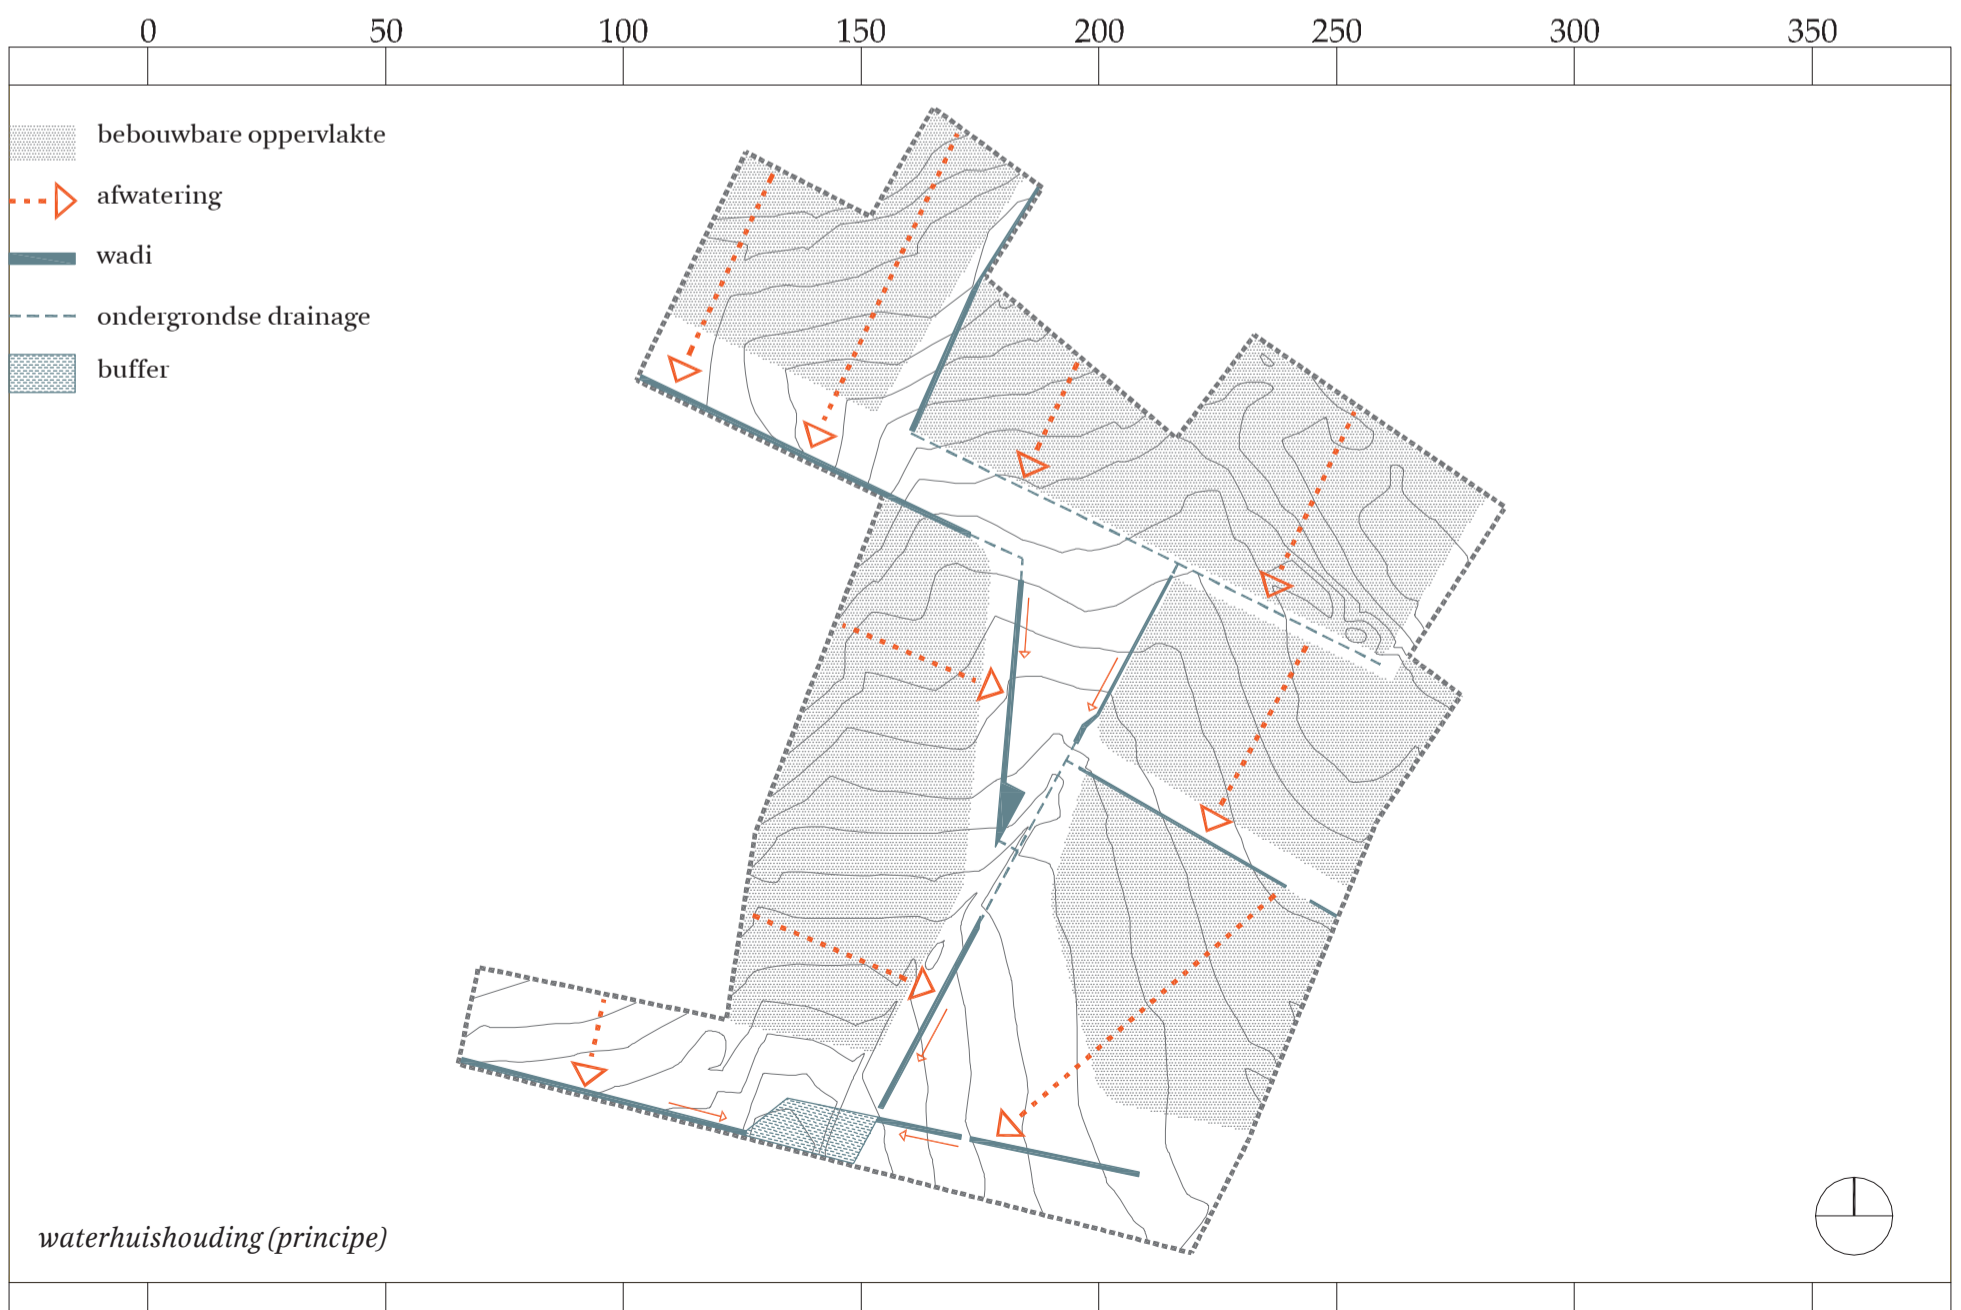 0 50 100 150 200 250 300 350
bebouwbare oppervlakte
afwatering
wadi
ondergrondse drainage
buffer
waterhuishouding (principe)